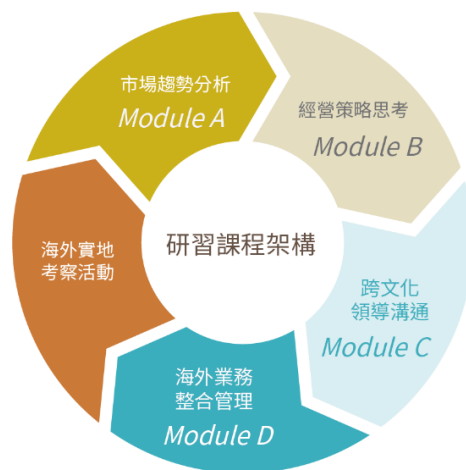 市場趨勢分析
Module A
經營策略思考
Module B
跨文化
領導溝通
Module C
海外業務
整合管理
Module D
海外實地
考察活動
研習課程架構